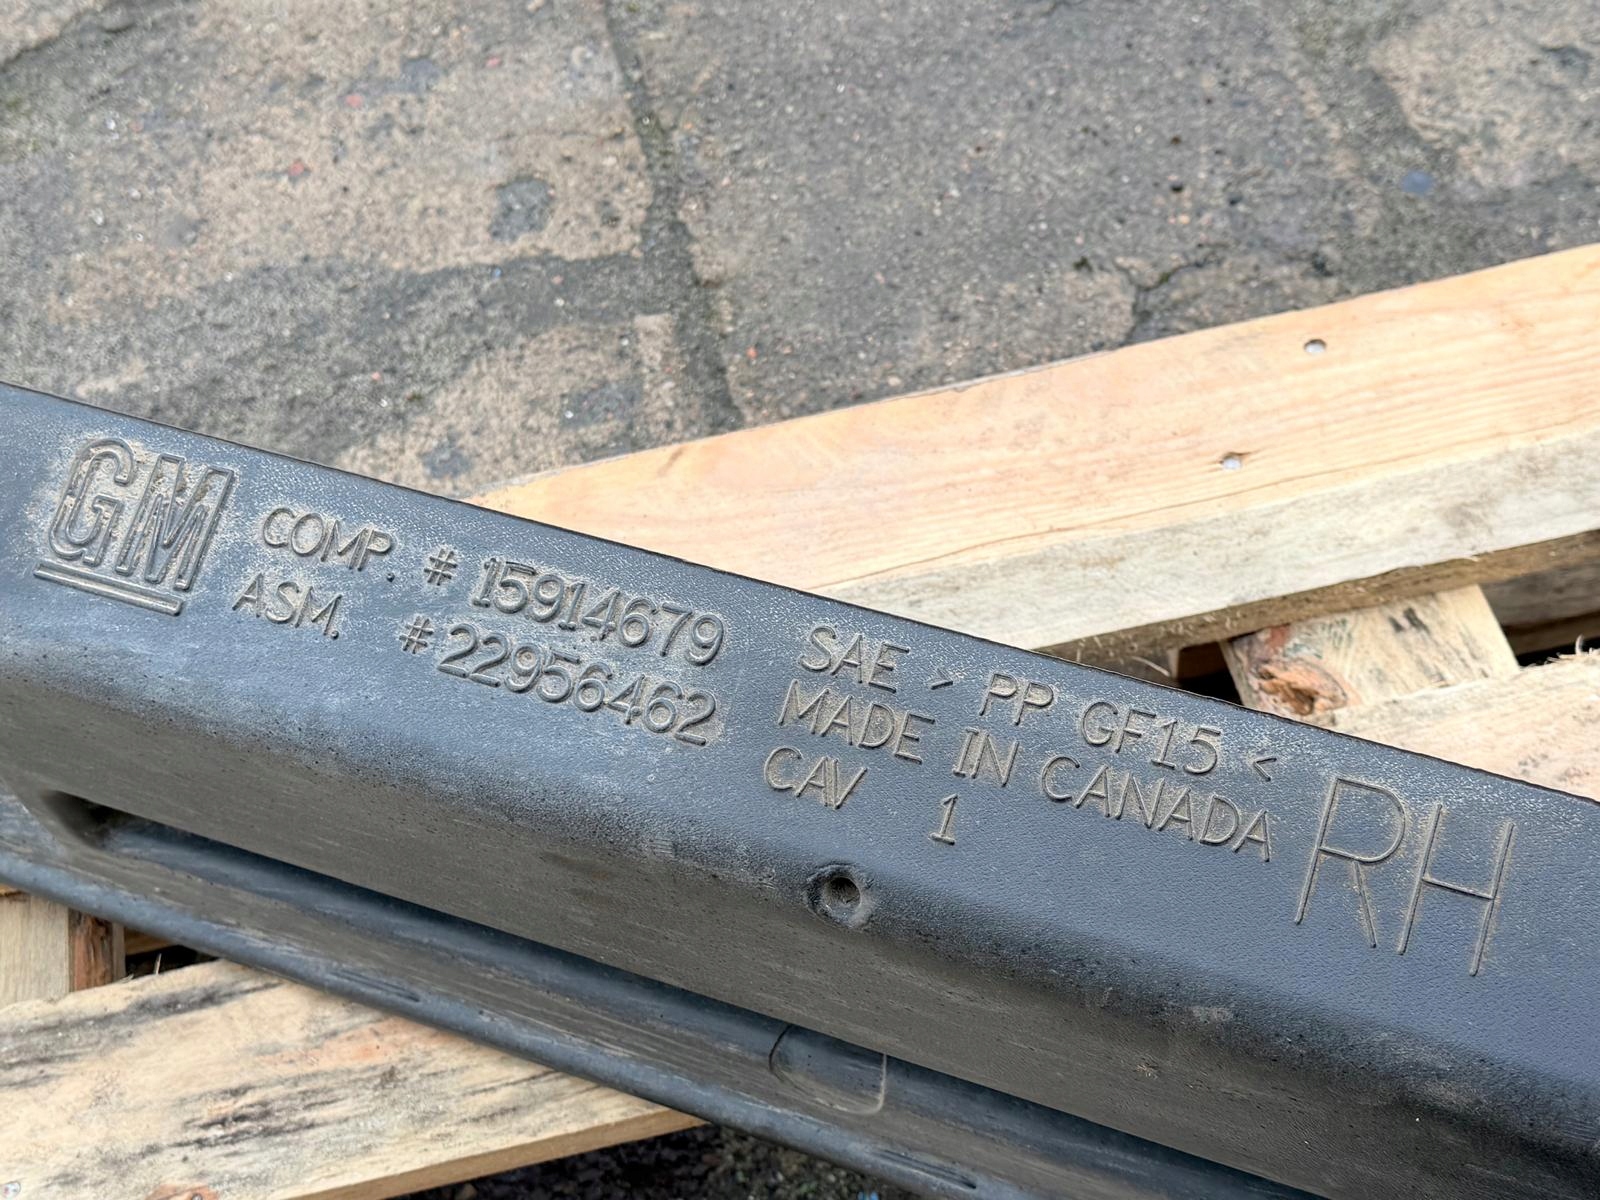 GM
COMP. # 15914679
ASM. # 22956462
SAE > PP GF15 <
MADE IN CANADA
CAV 1
RH